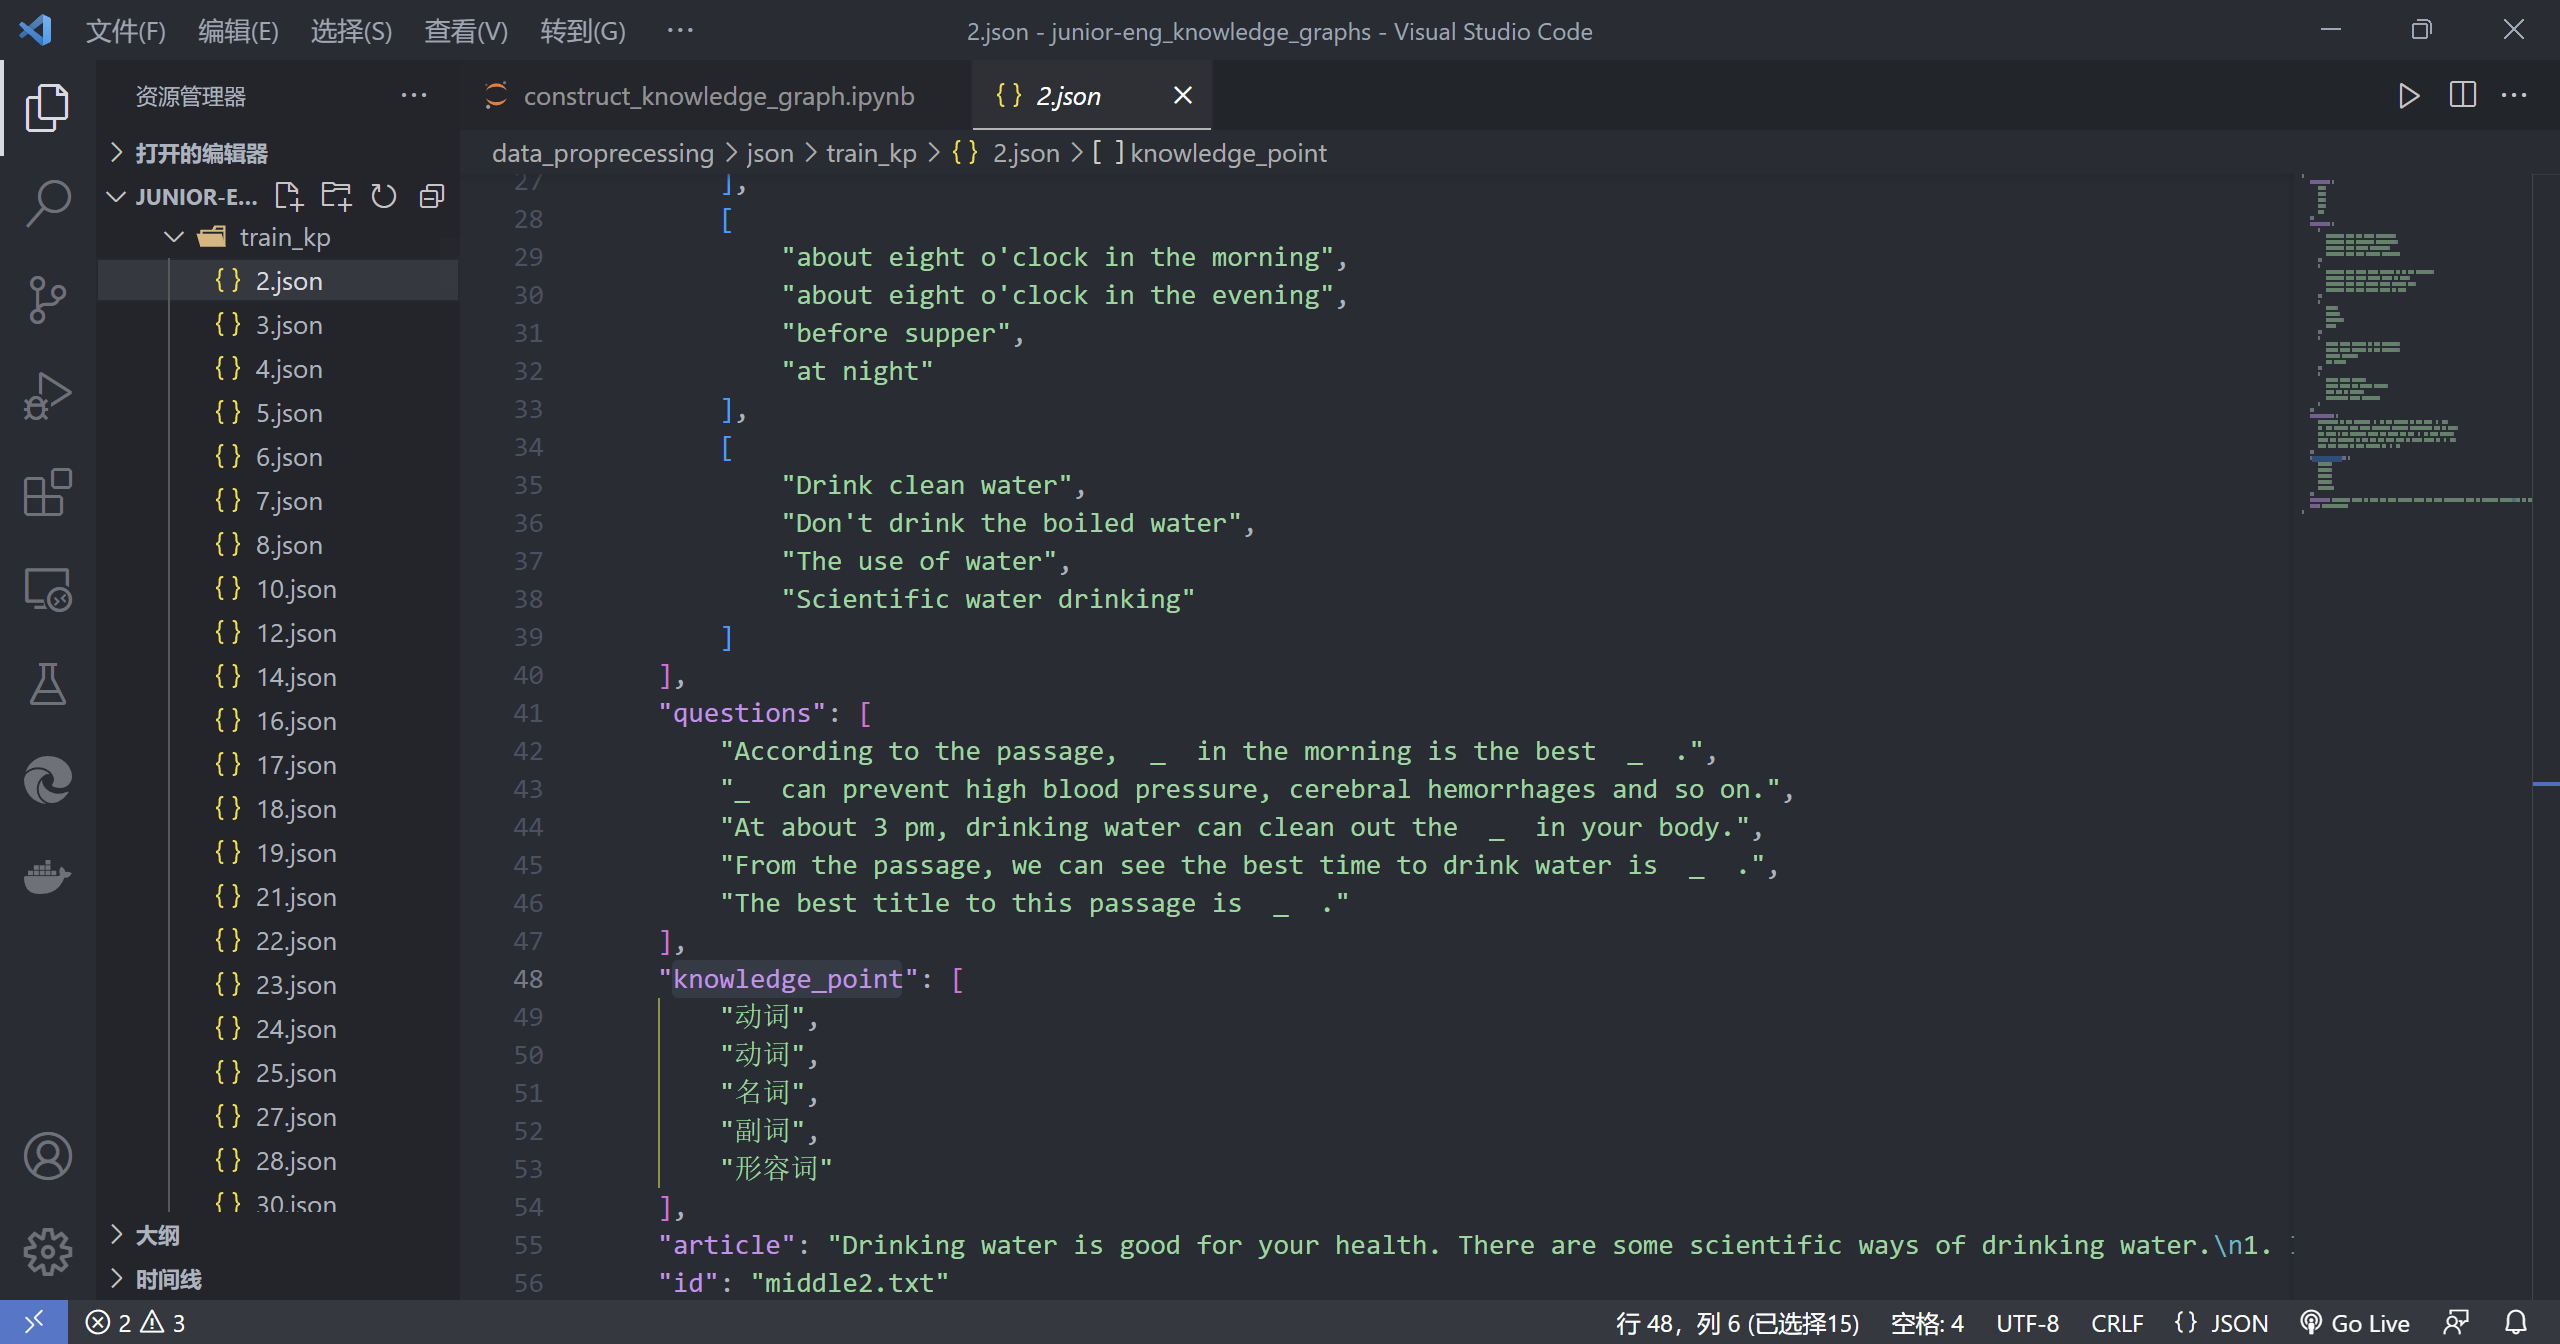 文件(F) 编辑(E) 选择(S) 查看(V) 转到(G) ··· 2.json - junior-eng_knowledge_graphs - Visual Studio Code
资源管理器 ···
打开的编辑器
JUNIOR-E...
train_kp
{} 2.json
{} 3.json
{} 4.json
{} 5.json
{} 6.json
{} 7.json
{} 8.json
{} 10.json
{} 12.json
{} 14.json
{} 16.json
{} 17.json
{} 18.json
{} 19.json
{} 21.json
{} 22.json
{} 23.json
{} 24.json
{} 25.json
{} 27.json
{} 28.json
{} 30.json
大纲
时间线
construct_knowledge_graph.ipynb {} 2.json
data_proprecessing > json > train_kp > {} 2.json > [ ] knowledge_point
27 ],
28 [
29 "about eight o'clock in the morning",
30 "about eight o'clock in the evening",
31 "before supper",
32 "at night"
33 ],
34 [
35 "Drink clean water",
36 "Don't drink the boiled water",
37 "The use of water",
38 "Scientific water drinking"
39 ]
40 ],
41 "questions": [
42 "According to the passage,  _  in the morning is the best  _  .",
43 "_  can prevent high blood pressure, cerebral hemorrhages and so on.",
44 "At about 3 pm, drinking water can clean out the  _  in your body.",
45 "From the passage, we can see the best time to drink water is  _  .",
46 "The best title to this passage is  _  ."
47 ],
48 "knowledge_point": [
49 "动词",
50 "动词",
51 "名词",
52 "副词",
53 "形容词"
54 ],
55 "article": "Drinking water is good for your health. There are some scientific ways of drinking water.\n1.
56 "id": "middle2.txt"
2 3 行 48，列 6 (已选择15) 空格: 4 UTF-8 CRLF {} JSON Go Live